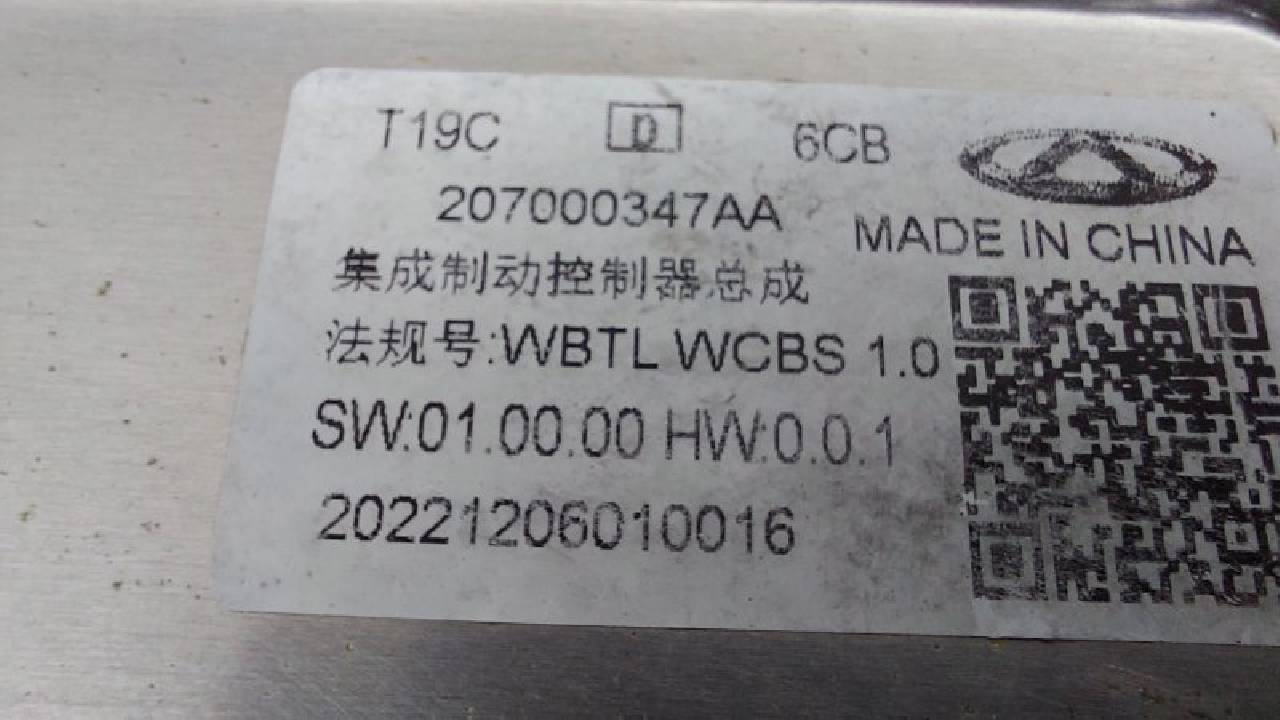 T19C D 6CB
207000347AA
MADE IN CHINA
集成制动控制器总成
法规号:WBTL WCBS 1.0
SW:01.00.00 HW:0.0.1
20221206010016